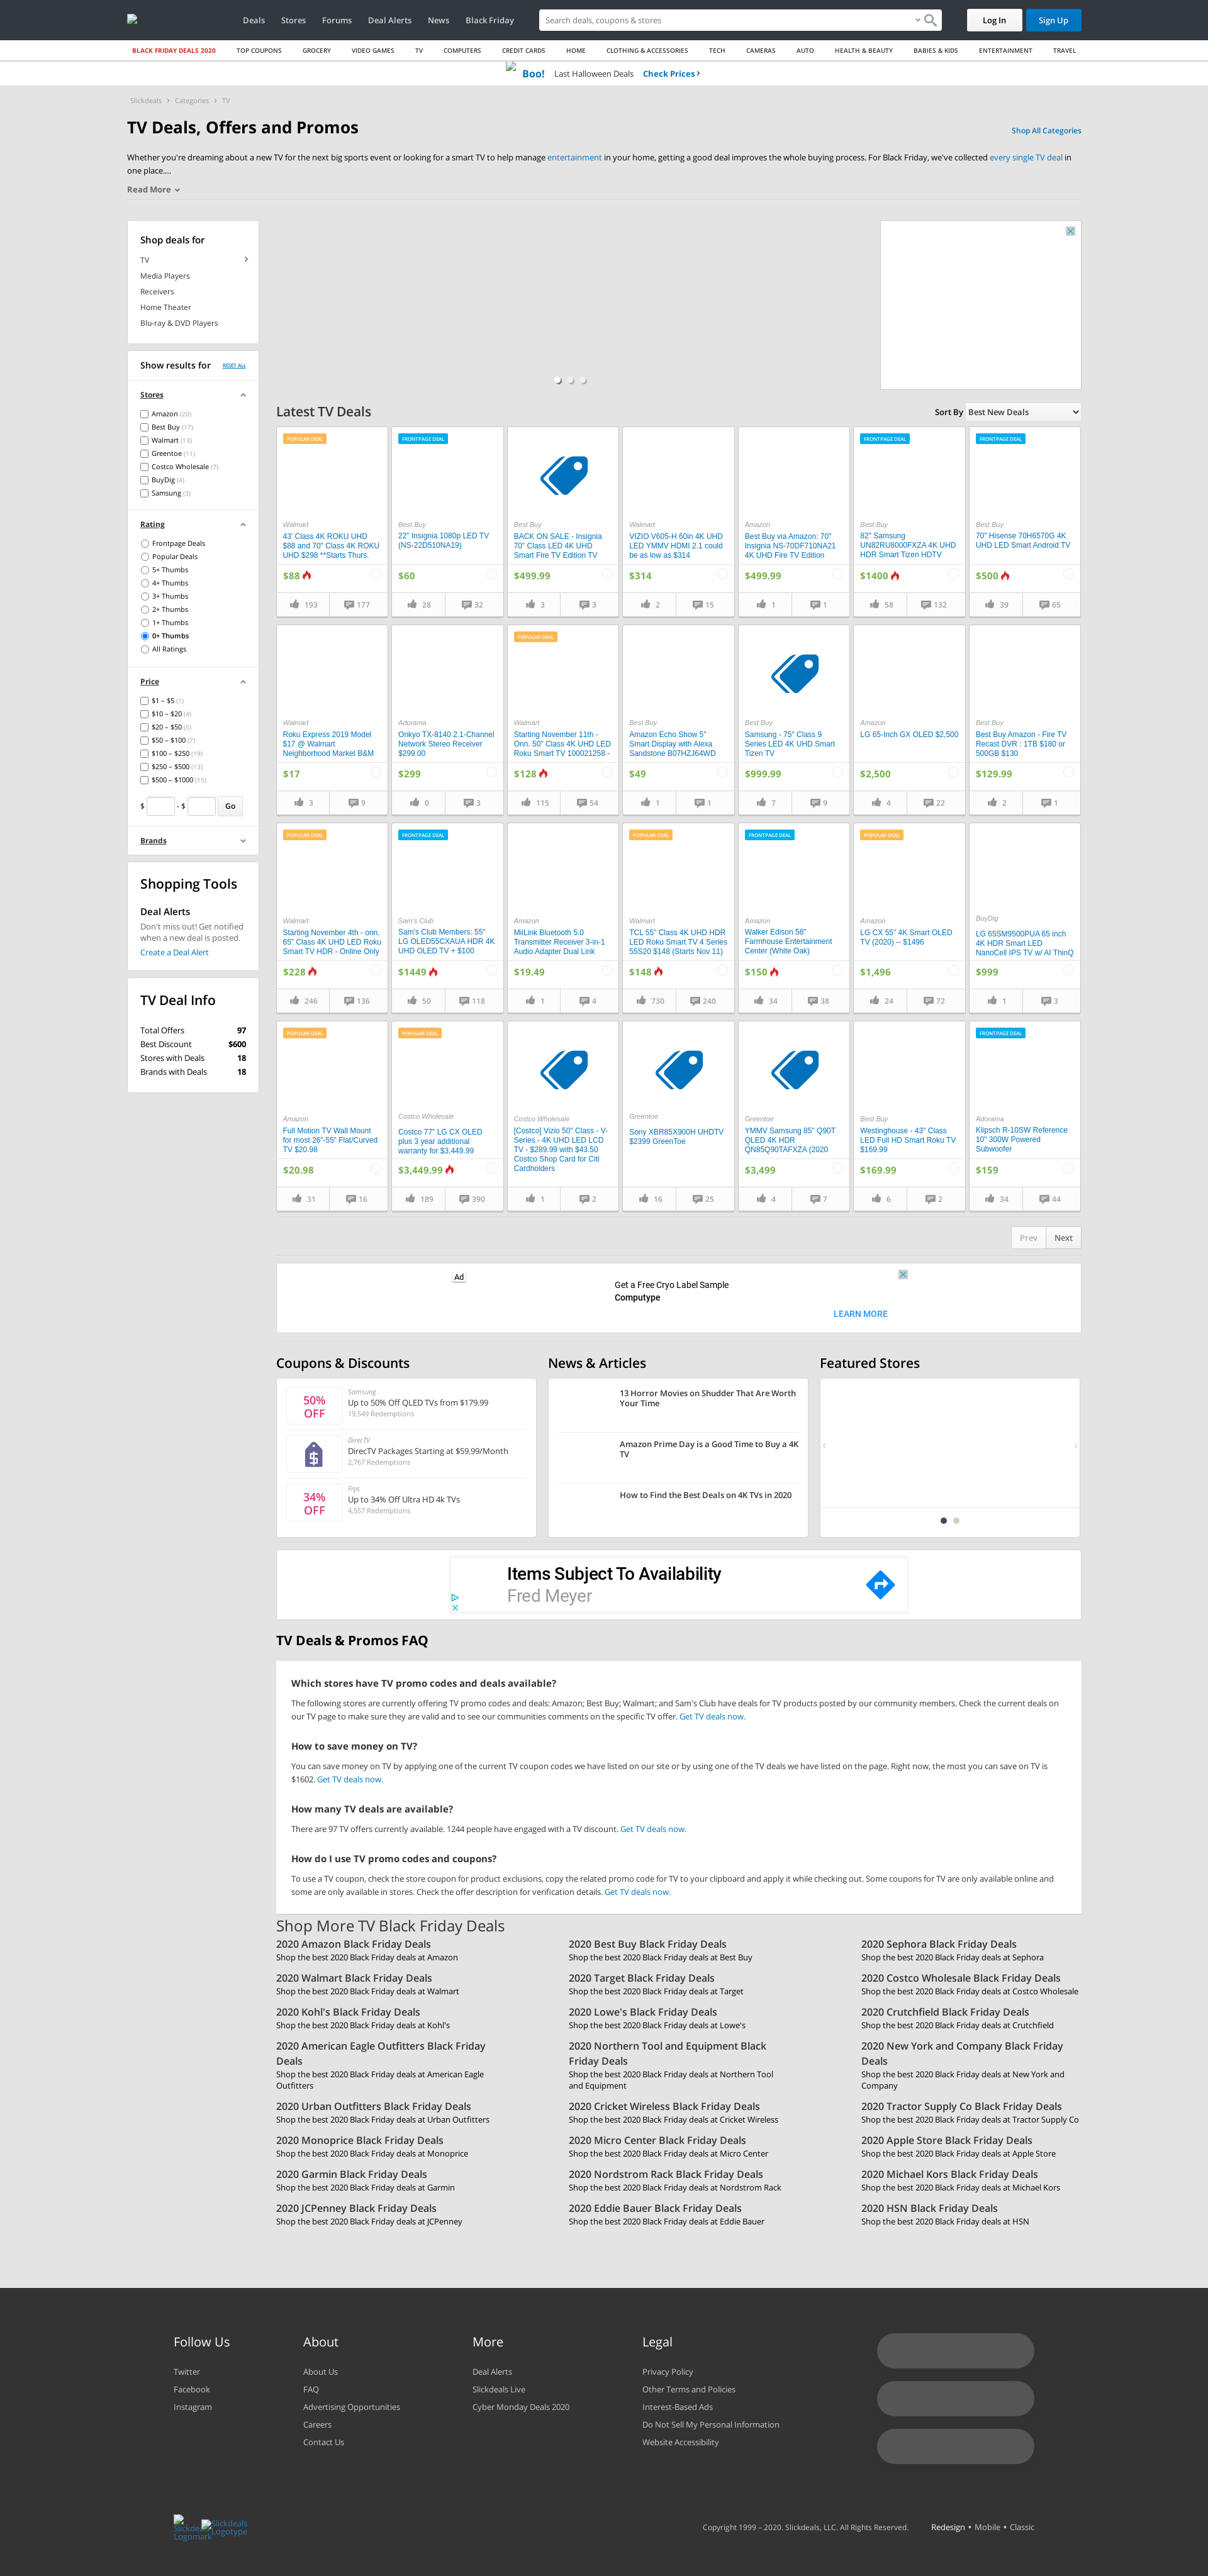 Deals Stores Forums Deal Alerts News Black Friday Search deals, coupons & stores Log In Sign Up
BLACK FRIDAY DEALS 2020 TOP COUPONS GROCERY VIDEO GAMES TV COMPUTERS CREDIT CARDS HOME CLOTHING & ACCESSORIES TECH CAMERAS AUTO HEALTH & BEAUTY BABIES & KIDS ENTERTAINMENT TRAVEL
Boo! Last Halloween Deals Check Prices
Slickdeals Categories TV
TV Deals, Offers and Promos
Shop All Categories
Whether you're dreaming about a new TV for the next big sports event or looking for a smart TV to help manage entertainment in your home, getting a good deal improves the whole buying process. For Black Friday, we've collected every single TV deal in
one place....
Read More
Shop deals for
TV
Media Players
Receivers
Home Theater
Blu-ray & DVD Players
Show results for RESET ALL
Stores
Amazon (20)
Best Buy (17)
Walmart (13)
Greentoe (11)
Costco Wholesale (7)
BuyDig (4)
Samsung (3)
Rating
Frontpage Deals
Popular Deals
5+ Thumbs
4+ Thumbs
3+ Thumbs
2+ Thumbs
1+ Thumbs
0+ Thumbs
All Ratings
Price
$1 – $5 (1)
$10 – $20 (4)
$20 – $50 (5)
$50 – $100 (7)
$100 – $250 (19)
$250 – $500 (13)
$500 – $1000 (15)
$ - $ Go
Brands
Shopping Tools
Deal Alerts
Don't miss out! Get notified
when a new deal is posted.
Create a Deal Alert
TV Deal Info
Total Offers 97
Best Discount $600
Stores with Deals 18
Brands with Deals 18
Latest TV Deals
Sort By Best New Deals
POPULAR DEAL
Walmart
43' Class 4K ROKU UHD
$88 and 70" Class 4K ROKU
UHD $298 **Starts Thurs.
$88
193 177
FRONTPAGE DEAL
Best Buy
22" Insignia 1080p LED TV
(NS-22D510NA19)
$60
28 32
Best Buy
BACK ON SALE - Insignia
70" Class LED 4K UHD
Smart Fire TV Edition TV
$499.99
3 3
Walmart
VIZIO V605-H 60in 4K UHD
LED YMMV HDMI 2.1 could
be as low as $314
$314
2 15
Amazon
Best Buy via Amazon: 70"
Insignia NS-70DF710NA21
4K UHD Fire TV Edition
$499.99
1 1
FRONTPAGE DEAL
Best Buy
82" Samsung
UN82RU8000FXZA 4K UHD
HDR Smart Tizen HDTV
$1400
58 132
FRONTPAGE DEAL
Best Buy
70" Hisense 70H6570G 4K
UHD LED Smart Android TV
$500
39 65
Walmart
Roku Express 2019 Model
$17 @ Walmart
Neighborhood Market B&M
$17
3 9
Adorama
Onkyo TX-8140 2.1-Channel
Network Stereo Receiver
$299.00
$299
0 3
POPULAR DEAL
Walmart
Starting November 11th -
Onn. 50" Class 4K UHD LED
Roku Smart TV 100021258 -
$128
115 54
Best Buy
Amazon Echo Show 5"
Smart Display with Alexa
Sandstone B07HZJ64WD
$49
1 1
Best Buy
Samsung - 75" Class 9
Series LED 4K UHD Smart
Tizen TV
$999.99
7 9
Amazon
LG 65-Inch GX OLED $2,500
$2,500
4 22
Best Buy
Best Buy Amazon - Fire TV
Recast DVR : 1TB $180 or
500GB $130
$129.99
2 1
POPULAR DEAL
Walmart
Starting November 4th - onn.
65" Class 4K UHD LED Roku
Smart TV HDR - Online Only
$228
246 136
FRONTPAGE DEAL
Sam's Club
Sam's Club Members: 55"
LG OLED55CXAUA HDR 4K
UHD OLED TV + $100
$1449
50 118
Amazon
MiiLink Bluetooth 5.0
Transmitter Receiver 3-in-1
Audio Adapter Dual Link
$19.49
1 4
POPULAR DEAL
Walmart
TCL 55" Class 4K UHD HDR
LED Roku Smart TV 4 Series
55S20 $148 (Starts Nov 11)
$148
730 240
FRONTPAGE DEAL
Amazon
Walker Edison 58"
Farmhouse Entertainment
Center (White Oak)
$150
34 38
POPULAR DEAL
Amazon
LG CX 55" 4K Smart OLED
TV (2020) -- $1496
$1,496
24 72
BuyDig
LG 65SM9500PUA 65 inch
4K HDR Smart LED
NanoCell IPS TV w/ AI ThinQ
$999
1 3
POPULAR DEAL
Amazon
Full Motion TV Wall Mount
for most 26"-55" Flat/Curved
TV $20.98
$20.98
31 16
POPULAR DEAL
Costco Wholesale
Costco 77" LG CX OLED
plus 3 year additional
warranty for $3,449.99
$3,449.99
189 390
Costco Wholesale
[Costco] Vizio 50" Class - V-
Series - 4K UHD LED LCD
TV - $289.99 with $43.50
Costco Shop Card for Citi
Cardholders
1 2
Greentoe
Sony XBR85X900H UHDTV
$2399 GreenToe
16 25
Greentoe
YMMV Samsung 85" Q90T
QLED 4K HDR
QN85Q90TAFXZA (2020
$3,499
4 7
Best Buy
Westinghouse - 43" Class
LED Full HD Smart Roku TV
$169.99
$169.99
6 2
FRONTPAGE DEAL
Adorama
Klipsch R-10SW Reference
10" 300W Powered
Subwoofer
$159
34 44
Prev Next
Ad
Get a Free Cryo Label Sample
Computype
LEARN MORE
Coupons & Discounts
50% OFF
Samsung
Up to 50% Off QLED TVs from $179.99
19,549 Redemptions
DirecTV
DirecTV Packages Starting at $59.99/Month
2,767 Redemptions
34% OFF
Frys
Up to 34% Off Ultra HD 4k TVs
4,557 Redemptions
News & Articles
13 Horror Movies on Shudder That Are Worth
Your Time
Amazon Prime Day is a Good Time to Buy a 4K
TV
How to Find the Best Deals on 4K TVs in 2020
Featured Stores
Items Subject To Availability
Fred Meyer
TV Deals & Promos FAQ
Which stores have TV promo codes and deals available?
The following stores are currently offering TV promo codes and deals: Amazon; Best Buy; Walmart; and Sam's Club have deals for TV products posted by our community members. Check the current deals on
our TV page to make sure they are valid and to see our communities comments on the specific TV offer. Get TV deals now.
How to save money on TV?
You can save money on TV by applying one of the current TV coupon codes we have listed on our site or by using one of the TV deals we have listed on the page. Right now, the most you can save on TV is
$1602. Get TV deals now.
How many TV deals are available?
There are 97 TV offers currently available. 1244 people have engaged with a TV discount. Get TV deals now.
How do I use TV promo codes and coupons?
To use a TV coupon, check the store coupon for product exclusions, copy the related promo code for TV to your clipboard and apply it while checking out. Some coupons for TV are only available online and
some are only available in stores. Check the offer description for verification details. Get TV deals now.
Shop More TV Black Friday Deals
2020 Amazon Black Friday Deals
Shop the best 2020 Black Friday deals at Amazon
2020 Best Buy Black Friday Deals
Shop the best 2020 Black Friday deals at Best Buy
2020 Sephora Black Friday Deals
Shop the best 2020 Black Friday deals at Sephora
2020 Walmart Black Friday Deals
Shop the best 2020 Black Friday deals at Walmart
2020 Target Black Friday Deals
Shop the best 2020 Black Friday deals at Target
2020 Costco Wholesale Black Friday Deals
Shop the best 2020 Black Friday deals at Costco Wholesale
2020 Kohl's Black Friday Deals
Shop the best 2020 Black Friday deals at Kohl's
2020 Lowe's Black Friday Deals
Shop the best 2020 Black Friday deals at Lowe's
2020 Crutchfield Black Friday Deals
Shop the best 2020 Black Friday deals at Crutchfield
2020 American Eagle Outfitters Black Friday
Deals
Shop the best 2020 Black Friday deals at American Eagle
Outfitters
2020 Northern Tool and Equipment Black
Friday Deals
Shop the best 2020 Black Friday deals at Northern Tool
and Equipment
2020 New York and Company Black Friday
Deals
Shop the best 2020 Black Friday deals at New York and
Company
2020 Urban Outfitters Black Friday Deals
Shop the best 2020 Black Friday deals at Urban Outfitters
2020 Cricket Wireless Black Friday Deals
Shop the best 2020 Black Friday deals at Cricket Wireless
2020 Tractor Supply Co Black Friday Deals
Shop the best 2020 Black Friday deals at Tractor Supply Co
2020 Monoprice Black Friday Deals
Shop the best 2020 Black Friday deals at Monoprice
2020 Micro Center Black Friday Deals
Shop the best 2020 Black Friday deals at Micro Center
2020 Apple Store Black Friday Deals
Shop the best 2020 Black Friday deals at Apple Store
2020 Garmin Black Friday Deals
Shop the best 2020 Black Friday deals at Garmin
2020 Nordstrom Rack Black Friday Deals
Shop the best 2020 Black Friday deals at Nordstrom Rack
2020 Michael Kors Black Friday Deals
Shop the best 2020 Black Friday deals at Michael Kors
2020 JCPenney Black Friday Deals
Shop the best 2020 Black Friday deals at JCPenney
2020 Eddie Bauer Black Friday Deals
Shop the best 2020 Black Friday deals at Eddie Bauer
2020 HSN Black Friday Deals
Shop the best 2020 Black Friday deals at HSN
Follow Us
Twitter
Facebook
Instagram
About
About Us
FAQ
Advertising Opportunities
Careers
Contact Us
More
Deal Alerts
Slickdeals Live
Cyber Monday Deals 2020
Legal
Privacy Policy
Other Terms and Policies
Interest-Based Ads
Do Not Sell My Personal Information
Website Accessibility
Slickdeals Logomark
Slickdeals Logotype
Copyright 1999 – 2020. Slickdeals, LLC. All Rights Reserved. Redesign • Mobile • Classic